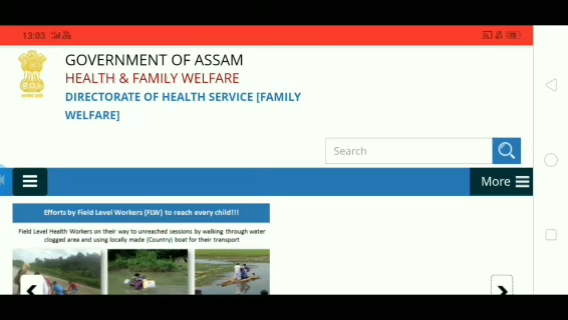 13:03
GOVERNMENT OF ASSAM
HEALTH & FAMILY WELFARE
DIRECTORATE OF HEALTH SERVICE [FAMILY
WELFARE]
Search
More
Efforts by Field Level Workers [FLW] to reach every child!!!
Field Level Health Workers on their way to unreached sessions by walking through water
clogged area and using locally made (Country) boat for their transport